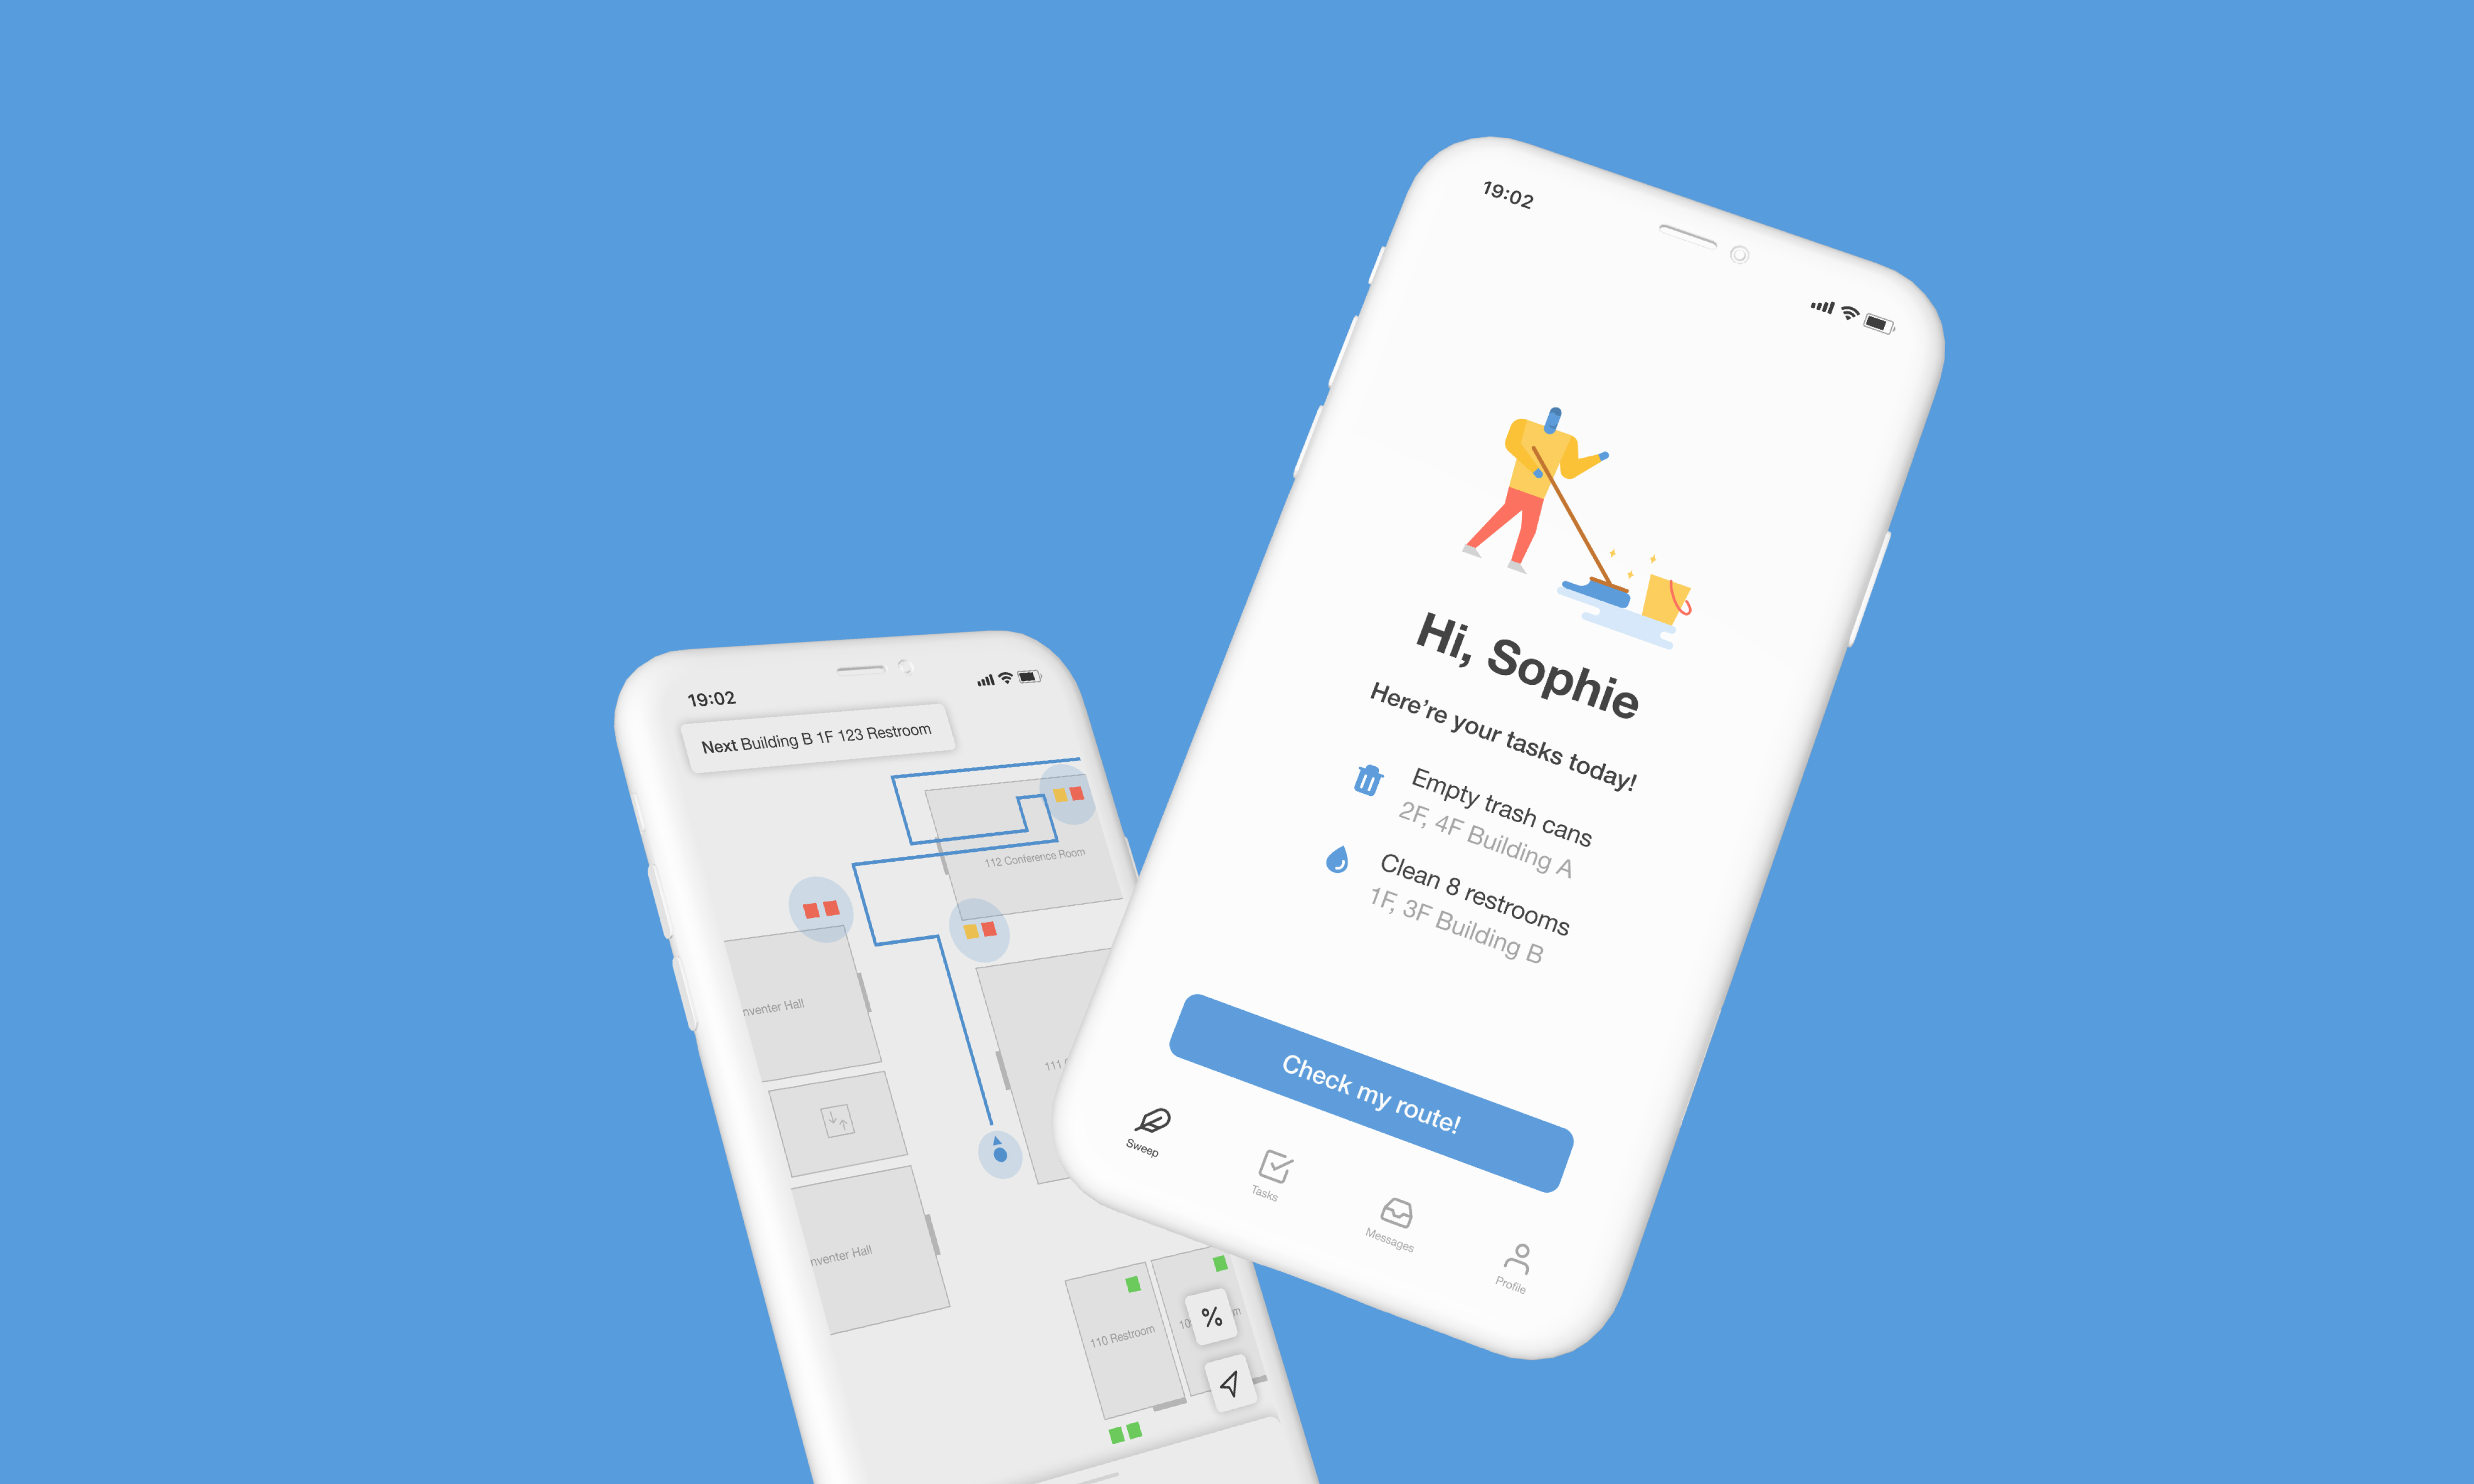 19:02
Next Building B 1F 123 Restroom
112 Conference Room
nventer Hall
111
nventer Hall
110 Restroom
10
m
%
19:02
Hi, Sophie
Here’re your tasks today!
Empty trash cans
2F, 4F Building A
Clean 8 restrooms
1F, 3F Building B
Check my route!
Sweep
Tasks
Messages
Profile